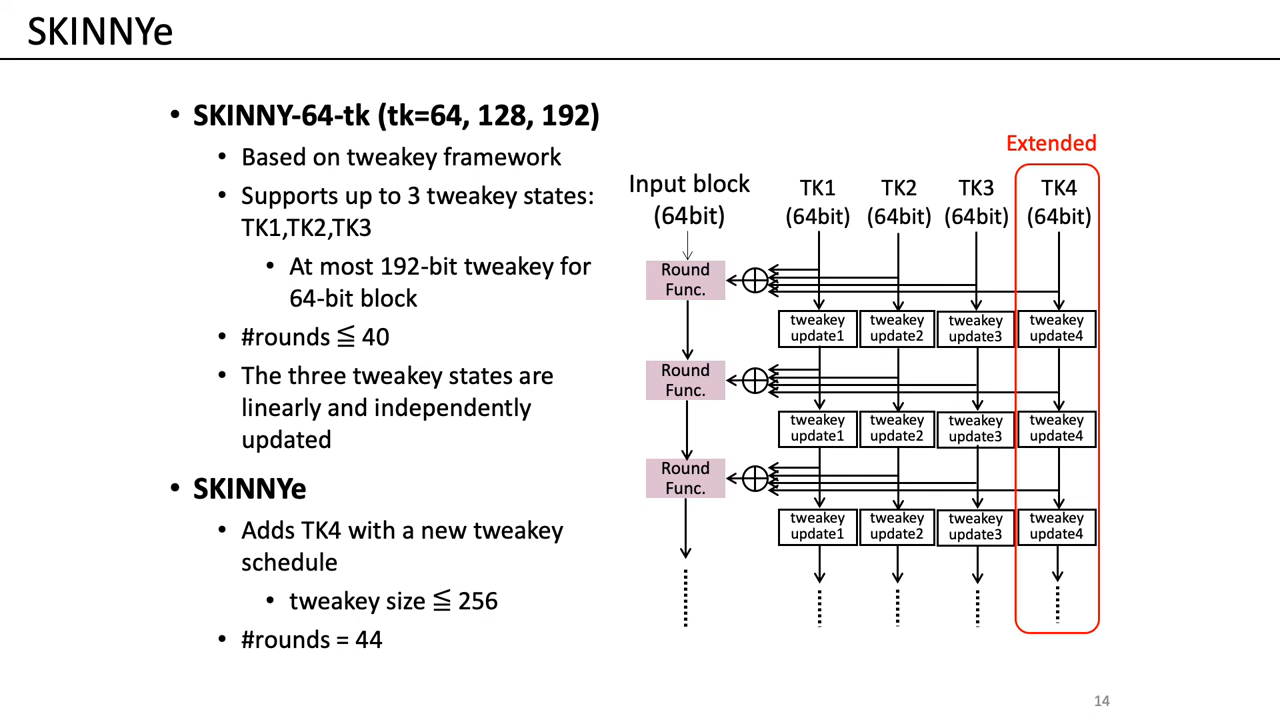 SKINNYe
• SKINNY-64-tk (tk=64, 128, 192)
• Based on tweakey framework
• Supports up to 3 tweakey states:
TK1,TK2,TK3
• At most 192-bit tweakey for
64-bit block
• #rounds ≦ 40
• The three tweakey states are
linearly and independently
updated
• SKINNYe
• Adds TK4 with a new tweakey
schedule
• tweakey size ≦ 256
• #rounds = 44
Extended
Input block
(64bit)
TK1
(64bit)
TK2
(64bit)
TK3
(64bit)
TK4
(64bit)
Round
Func.
tweakey
update1
tweakey
update2
tweakey
update3
tweakey
update4
Round
Func.
tweakey
update1
tweakey
update2
tweakey
update3
tweakey
update4
Round
Func.
tweakey
update1
tweakey
update2
tweakey
update3
tweakey
update4
14